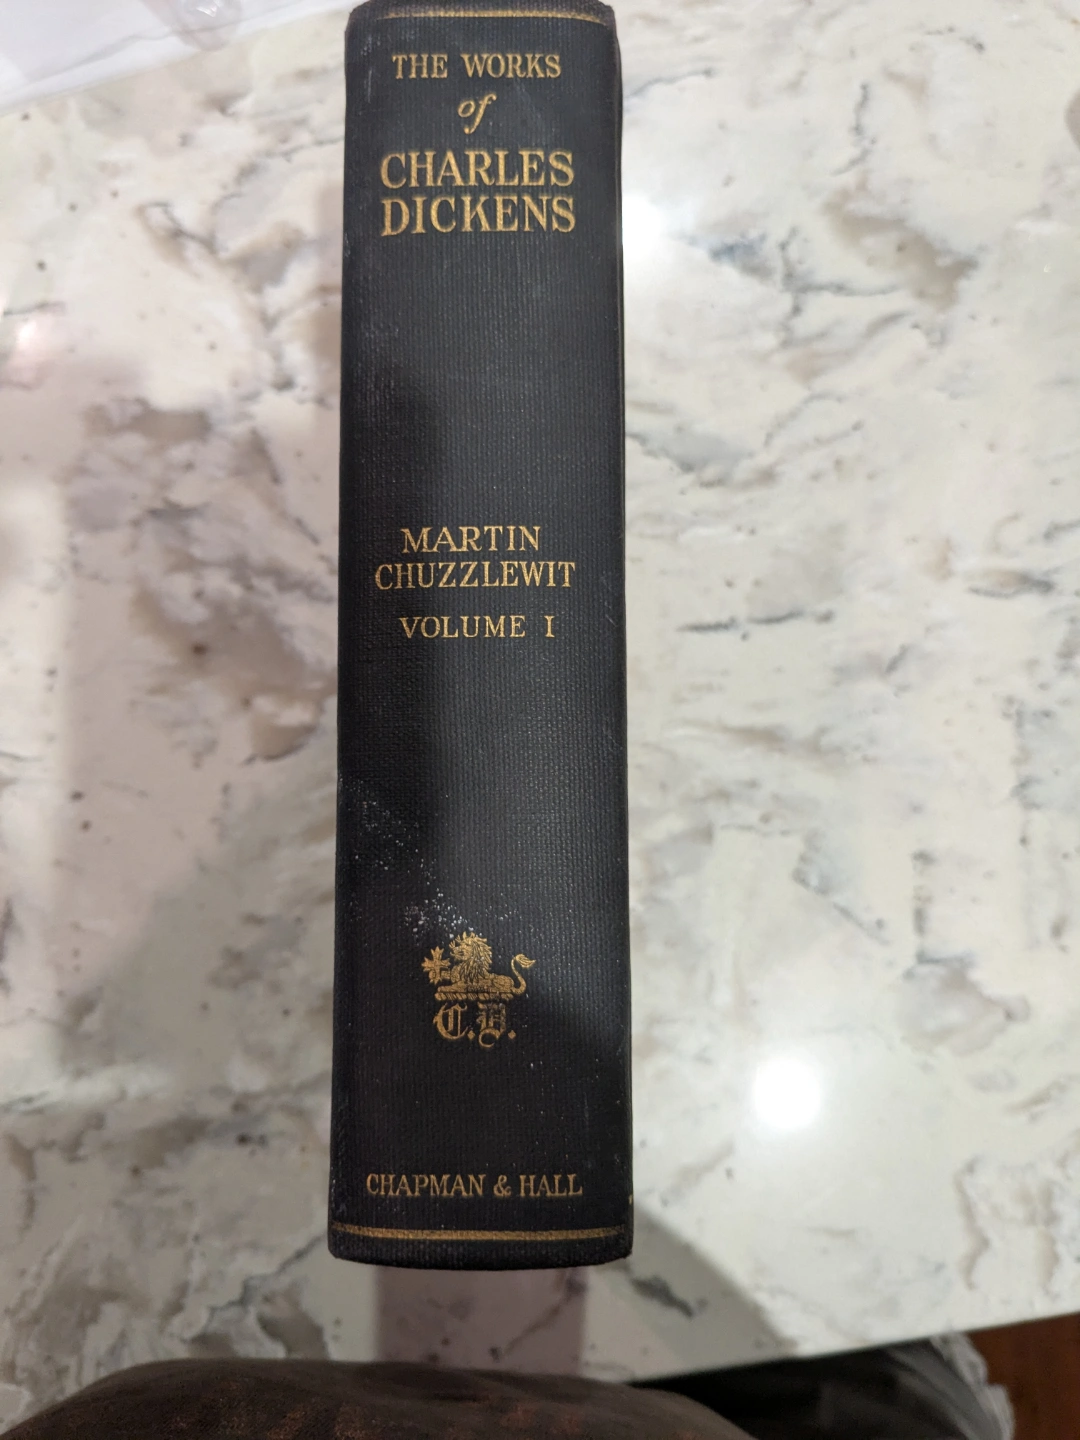 THE WORKS
of
CHARLES
DICKENS
MARTIN
CHUZZLEWIT
VOLUME I
C.D.
CHAPMAN & HALL